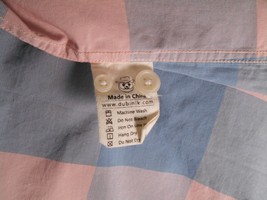 Made in China
www.dubinik.com
Machine Wash
Do Not Bleach
Iron On Low
Hang Dry
Do Not Dry